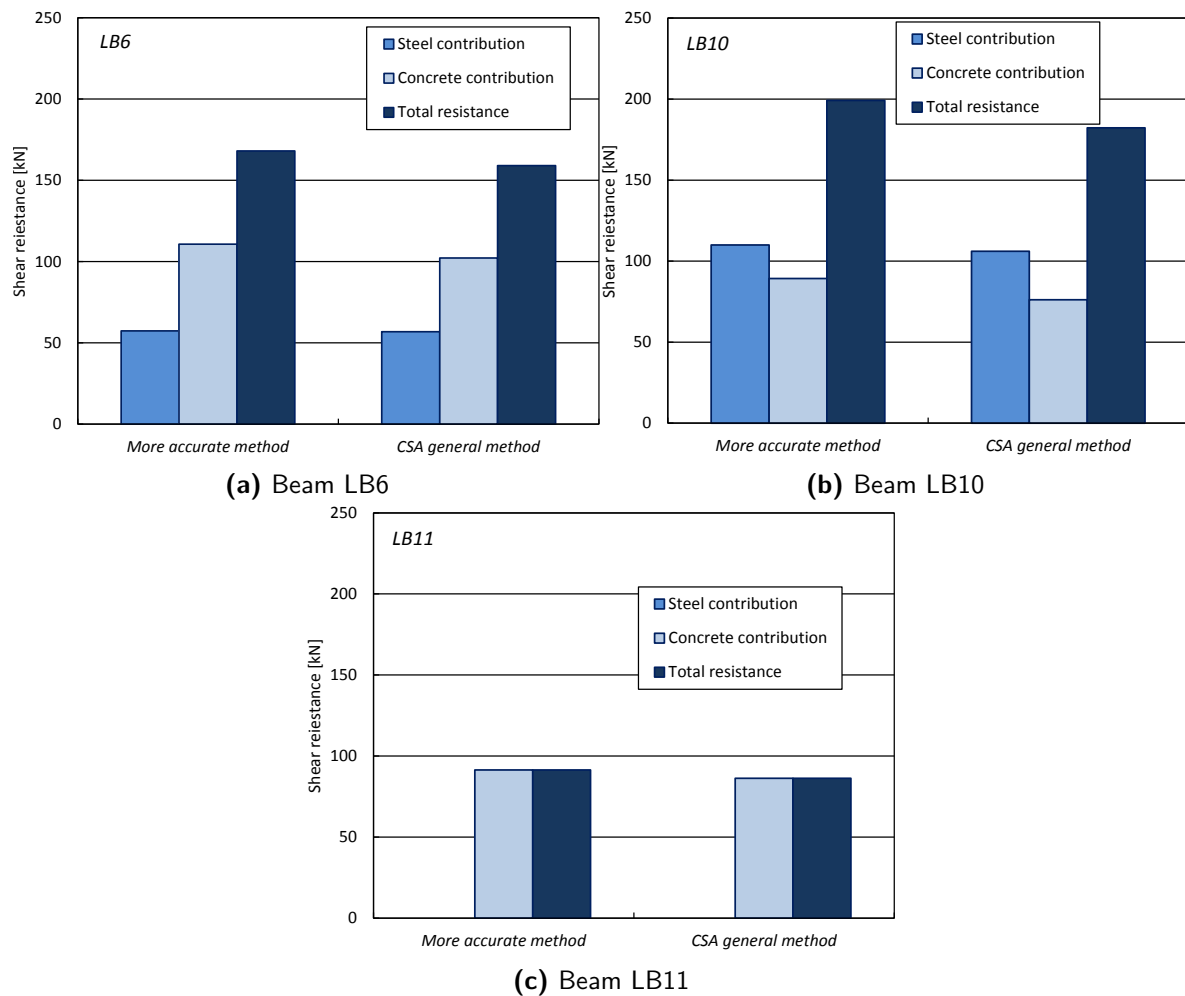 LB6
Steel contribution
Concrete contribution
Total resistance
250
200
150
100
50
0
Shear reiestance [kN]
More accurate method
CSA general method
(a) Beam LB6
LB10
Steel contribution
Concrete contribution
Total resistance
250
200
150
100
50
0
Shear reiestance [kN]
More accurate method
CSA general method
(b) Beam LB10
LB11
Steel contribution
Concrete contribution
Total resistance
250
200
150
100
50
0
Shear reiestance [kN]
More accurate method
CSA general method
(c) Beam LB11